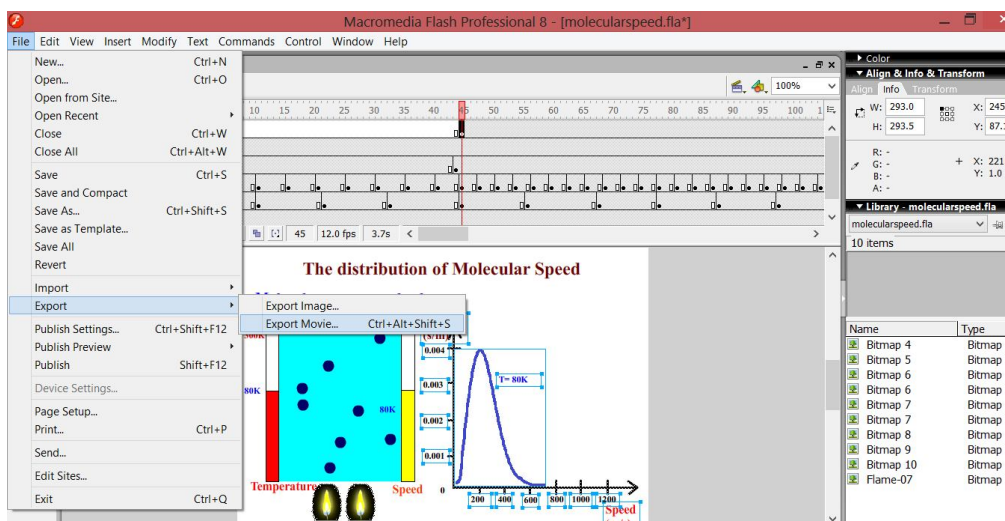 Macromedia Flash Professional 8 - [molecularspeed.fla*]
File Edit View Insert Modify Text Commands Control Window Help
New... Ctrl+N
Open... Ctrl+O
Open from Site...
Open Recent
Close Ctrl+W
Close All Ctrl+Alt+W
Save Ctrl+S
Save and Compact
Save As... Ctrl+Shift+S
Save as Template...
Save All
Revert
Import
Export
Publish Settings... Ctrl+Shift+F12
Publish Preview
Publish Shift+F12
Device Settings...
Page Setup...
Print... Ctrl+P
Send...
Edit Sites...
Exit Ctrl+Q
Export Image...
Export Movie... Ctrl+Alt+Shift+S
100%
10 15 20 25 30 35 40 45 50 55 60 65 70 75 80 85 90 95 100 1
45 12.0 fps 3.7s
The distribution of Molecular Speed
(s/m)
0.004
0.003
0.002
0.001
0
T= 80K
80K
80K
Temperature
Speed
200 400 600 800 1000 1200
Speed
Color
Align & Info & Transform
Align Info Transform
W: 293.0 X: 245
H: 293.5 Y: 87.
R: -
G: -
B: -
A: -
+ X: 221
Y: 1.0
Library - molecularspeed.fla
molecularspeed.fla
10 items
Name Type
Bitmap 4 Bitmap
Bitmap 5 Bitmap
Bitmap 6 Bitmap
Bitmap 6 Bitmap
Bitmap 7 Bitmap
Bitmap 7 Bitmap
Bitmap 8 Bitmap
Bitmap 9 Bitmap
Bitmap 10 Bitmap
Flame-07 Bitmap